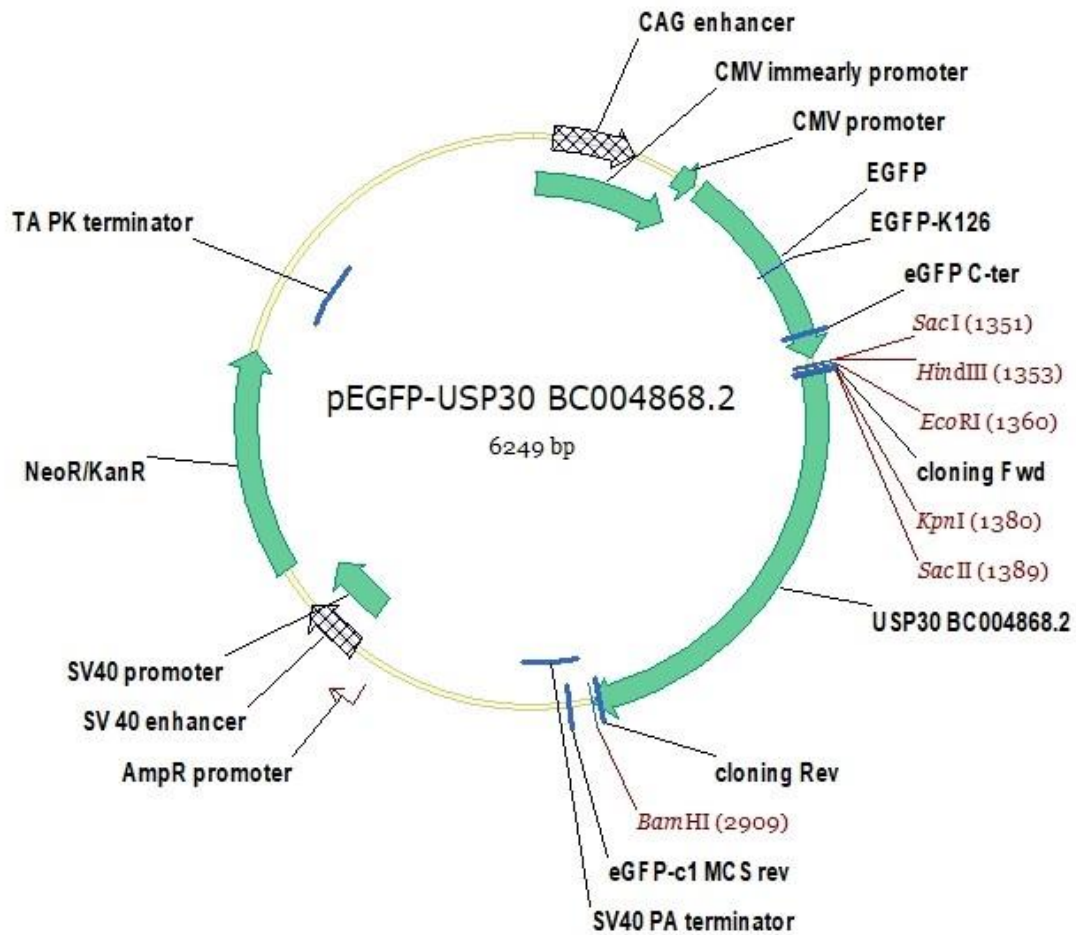 CAG enhancer
CMV immearly promoter
CMV promoter
EGFP
EGFP-K126
eGFP C-ter
SacI (1351)
HindIII (1353)
EcoRI (1360)
cloning Fwd
KpnI (1380)
SacII (1389)
USP30 BC004868.2
TA PK terminator
pEGFP-USP30 BC004868.2
6249 bp
NeoR/KanR
SV40 promoter
SV 40 enhancer
AmpR promoter
cloning Rev
BamHI (2909)
eGFP-c1 MCS rev
SV40 PA terminator